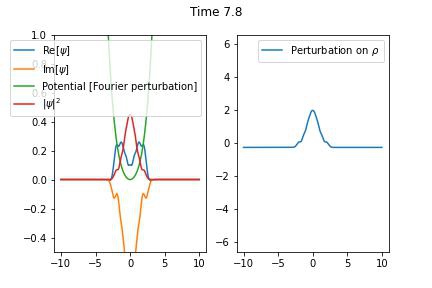 Time 7.8
1.0
0.8
0.6
0.4
0.2
0.0
−0.2
−0.4
Re[ψ]
Im[ψ]
Potential [Fourier perturbation]
|ψ|²
−10 −5 0 5 10
Perturbation on ρ
6
4
2
0
−2
−4
−6
−10 −5 0 5 10